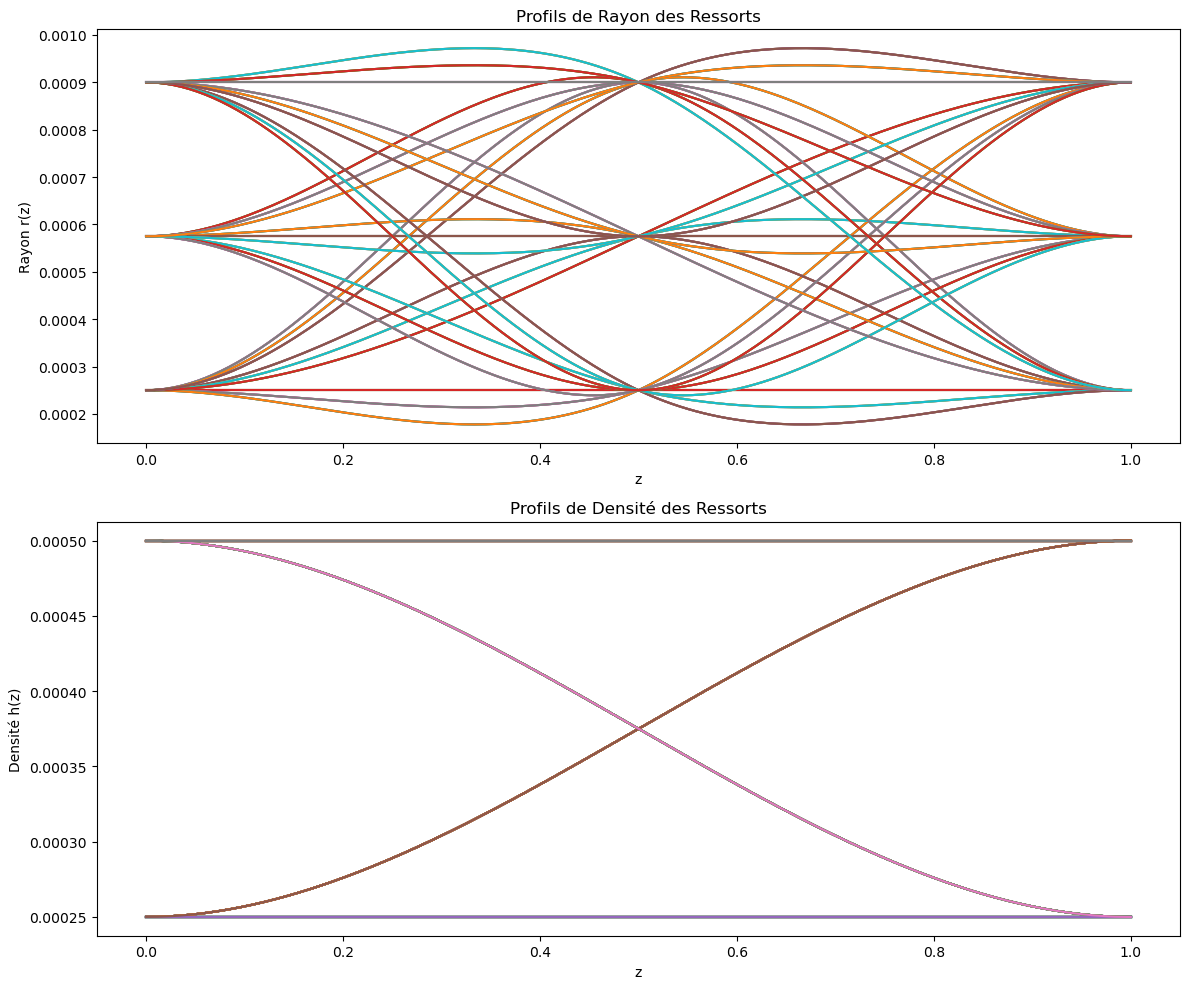 Profils de Rayon des Ressorts
0.0010
0.0009
0.0008
0.0007
0.0006
0.0005
0.0004
0.0003
0.0002
Rayon r(z)
0.0 0.2 0.4 0.6 0.8 1.0
z
Profils de Densité des Ressorts
0.00050
0.00045
0.00040
0.00035
0.00030
0.00025
Densité h(z)
0.0 0.2 0.4 0.6 0.8 1.0
z